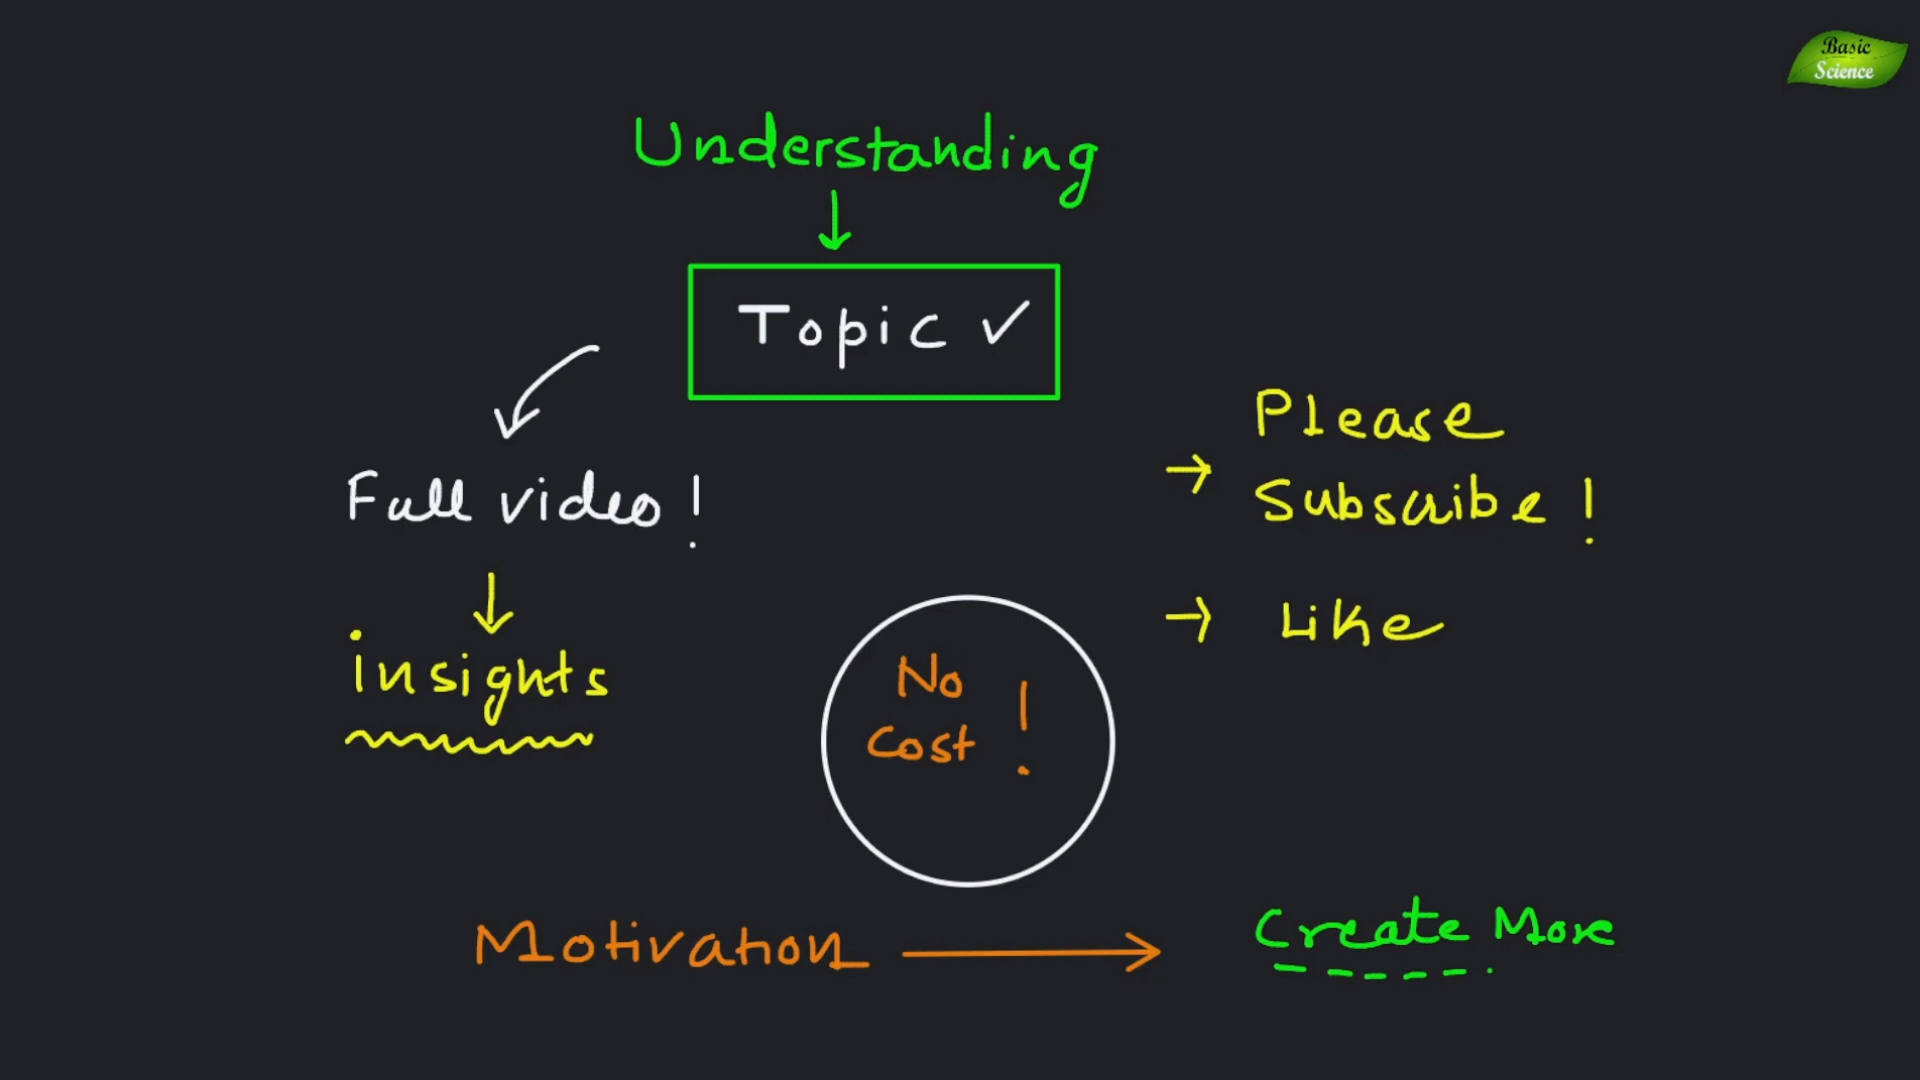 Basic
Science
Understanding
↓
Topic ✓
Full video !
↓
insights
→ Please
Subscribe !
→ Like
No
Cost !
Motivation → Create More